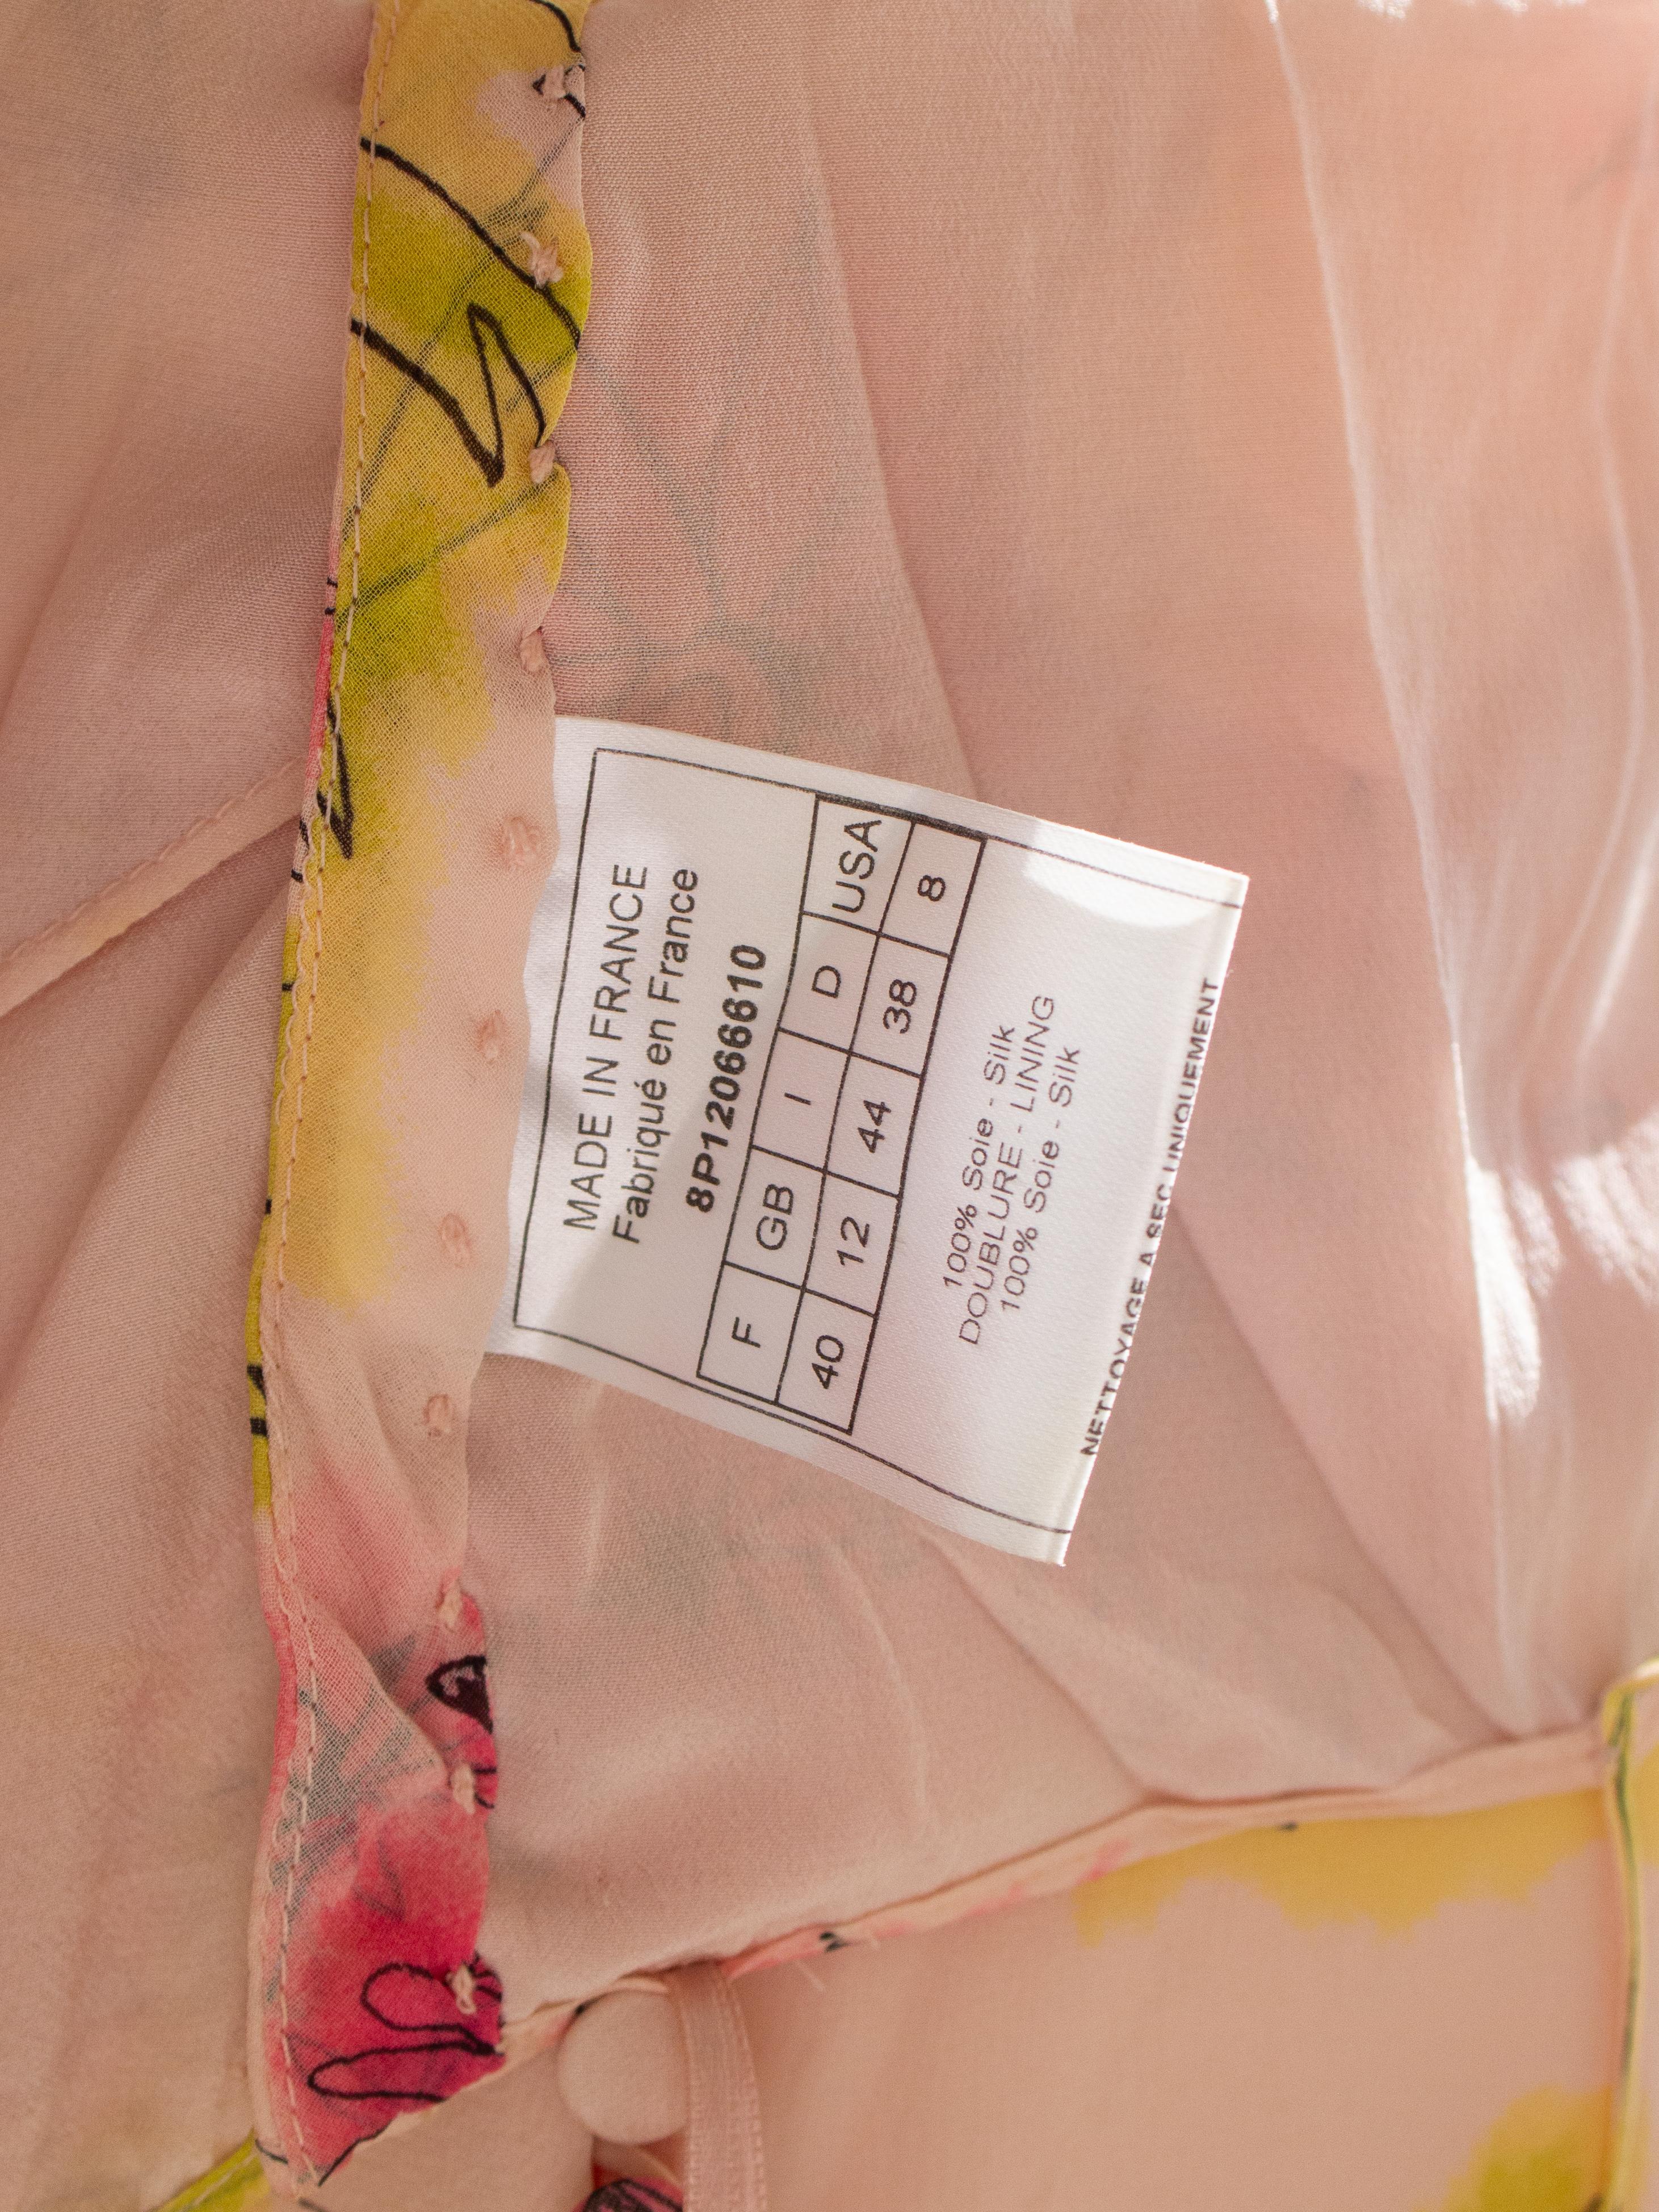 MADE IN FRANCE
Fabriqué en France
8P12066610
F GB I D USA
40 12 44 38 8
100% Soie - Silk
DOUBLURE - LINING
100% Soie - Silk
NETTOYAGE A SEC UNIQUEMENT